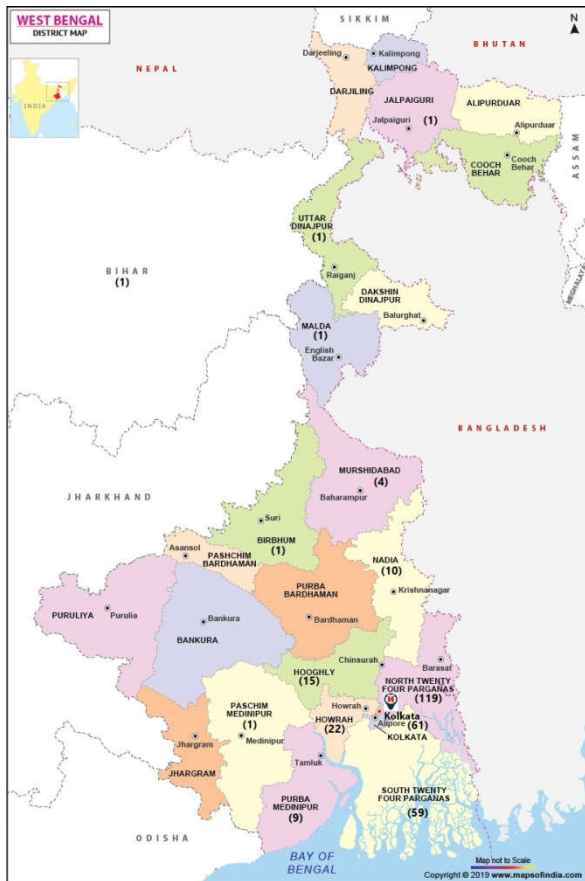 WEST BENGAL
DISTRICT MAP
INDIA
SIKKIM
N
NEPAL
BHUTAN
Darjeeling
Kalimpong
KALIMPONG
DARJILING
JALPAIGURI
(1)
Jalpaiguri
ALIPURDUAR
Alipurduar
COOCH
BEHAR
Cooch
Behar
ASSAM
MEGHALAYA
UTTAR
DINAJPUR
(1)
Raiganj
BIHAR
(1)
DAKSHIN
DINAJPUR
Balurghat
MALDA
(1)
English
Bazar
BANGLADESH
MURSHIDABAD
(4)
Baharampur
JHARKHAND
Suri
BIRBHUM
(1)
Asansol
PASHCHIM
BARDHAMAN
NADIA
(10)
Krishnanagar
PURBA
BARDHAMAN
Bardhaman
PURULIYA
Purulia
Bankura
BANKURA
HOOGHLY
(15)
Chinsurah
Barasat
NORTH TWENTY
FOUR PARGANAS
(119)
PASCHIM
MEDINIPUR
(1)
Medinipur
Howrah
HOWRAH
(22)
H
Kolkata
(61)
Alipore
KOLKATA
Jhargram
JHARGRAM
Tamluk
PURBA
MEDINIPUR
(9)
SOUTH TWENTY
FOUR PARGANAS
(59)
ODISHA
BAY OF
BENGAL
Map not to Scale
Copyright © 2019 www.mapsofindia.com